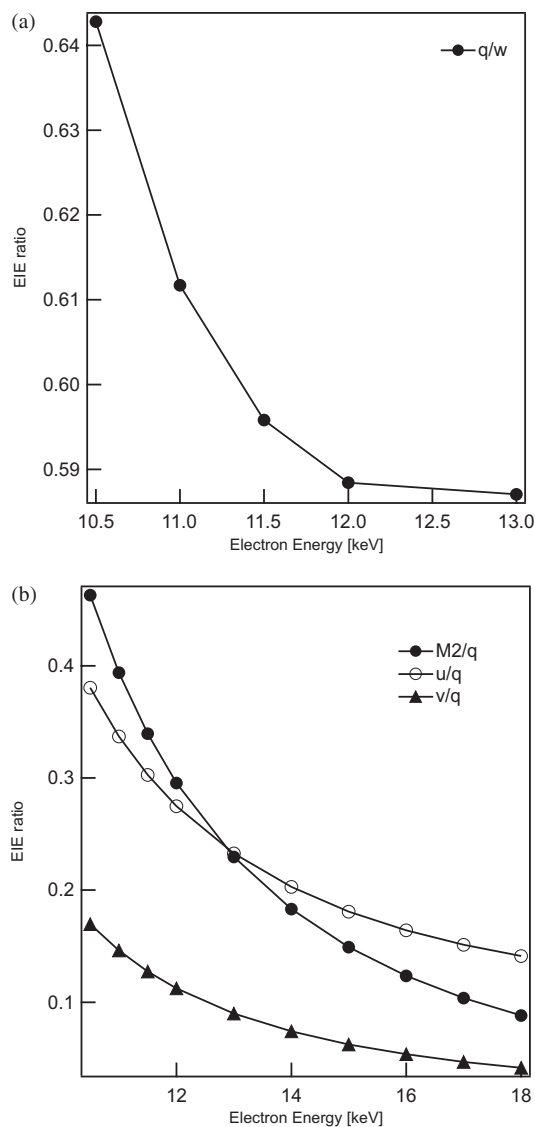 (a)
q/w
0.64
0.63
0.62
0.61
0.60
0.59
EIE ratio
10.5 11.0 11.5 12.0 12.5 13.0
Electron Energy [keV]
(b)
M2/q
u/q
v/q
0.4
0.3
0.2
0.1
EIE ratio
12 14 16 18
Electron Energy [keV]